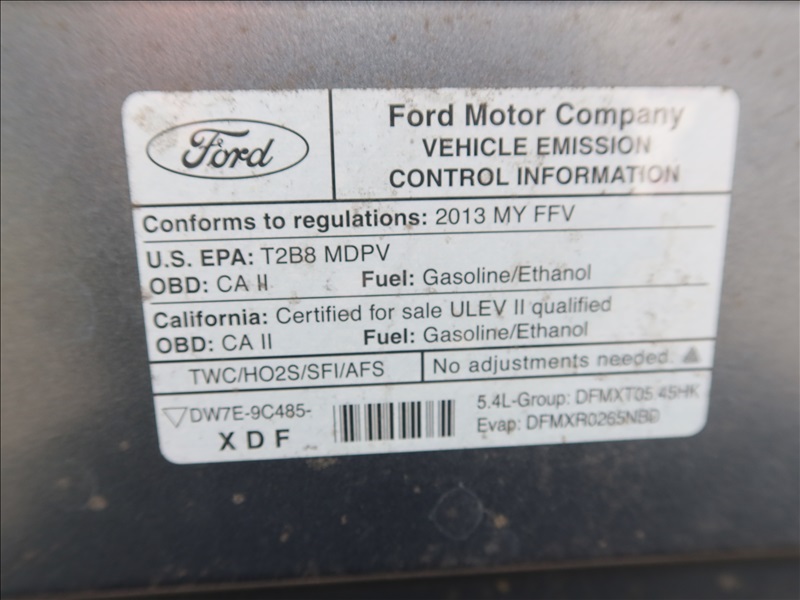 Ford
Ford Motor Company
VEHICLE EMISSION
CONTROL INFORMATION
Conforms to regulations: 2013 MY FFV
U.S. EPA: T2B8 MDPV
OBD: CA II Fuel: Gasoline/Ethanol
California: Certified for sale ULEV II qualified
OBD: CA II Fuel: Gasoline/Ethanol
TWC/HO2S/SFI/AFS
No adjustments needed.
DW7E-9C485-
XDF
5.4L-Group: DFMXT05.45HK
Evap: DFMXR0265NBD